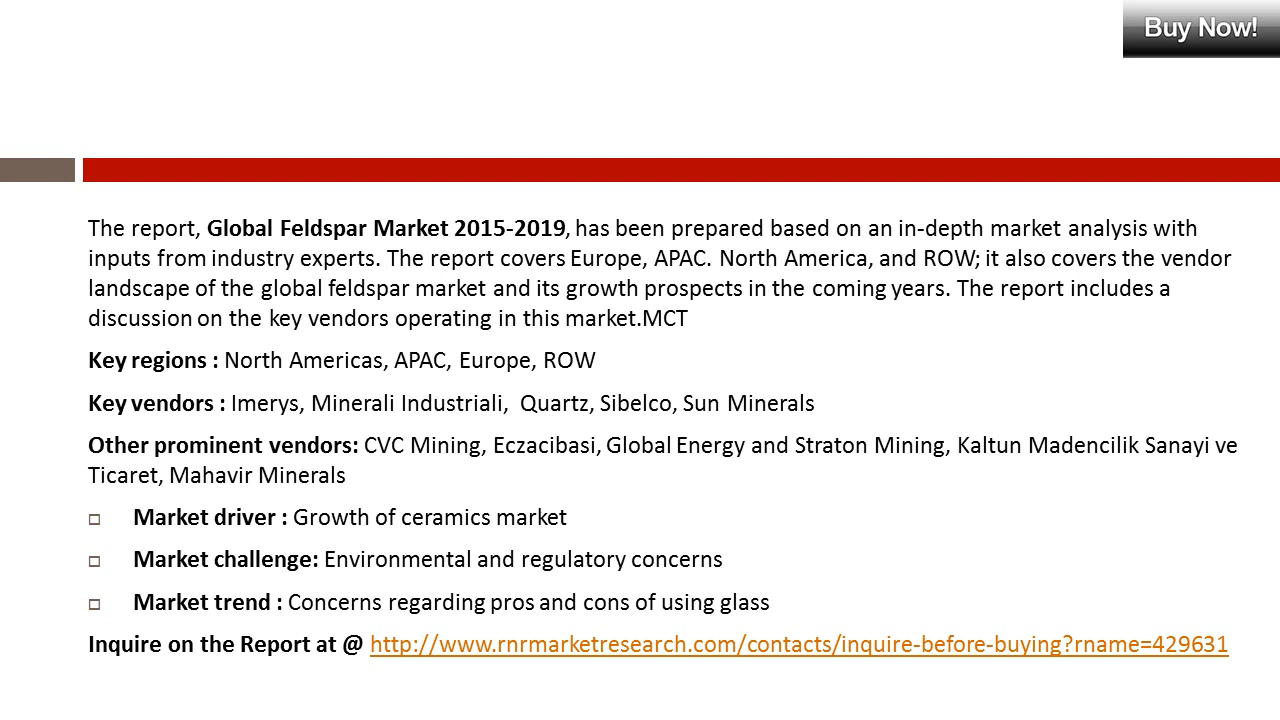 Buy Now!
The report, Global Feldspar Market 2015-2019, has been prepared based on an in-depth market analysis with
inputs from industry experts. The report covers Europe, APAC. North America, and ROW; it also covers the vendor
landscape of the global feldspar market and its growth prospects in the coming years. The report includes a
discussion on the key vendors operating in this market.MCT
Key regions : North Americas, APAC, Europe, ROW
Key vendors : Imerys, Minerali Industriali,  Quartz, Sibelco, Sun Minerals
Other prominent vendors: CVC Mining, Eczacibasi, Global Energy and Straton Mining, Kaltun Madencilik Sanayi ve
Ticaret, Mahavir Minerals
Market driver : Growth of ceramics market
Market challenge: Environmental and regulatory concerns
Market trend : Concerns regarding pros and cons of using glass
Inquire on the Report at @ http://www.rnrmarketresearch.com/contacts/inquire-before-buying?rname=429631